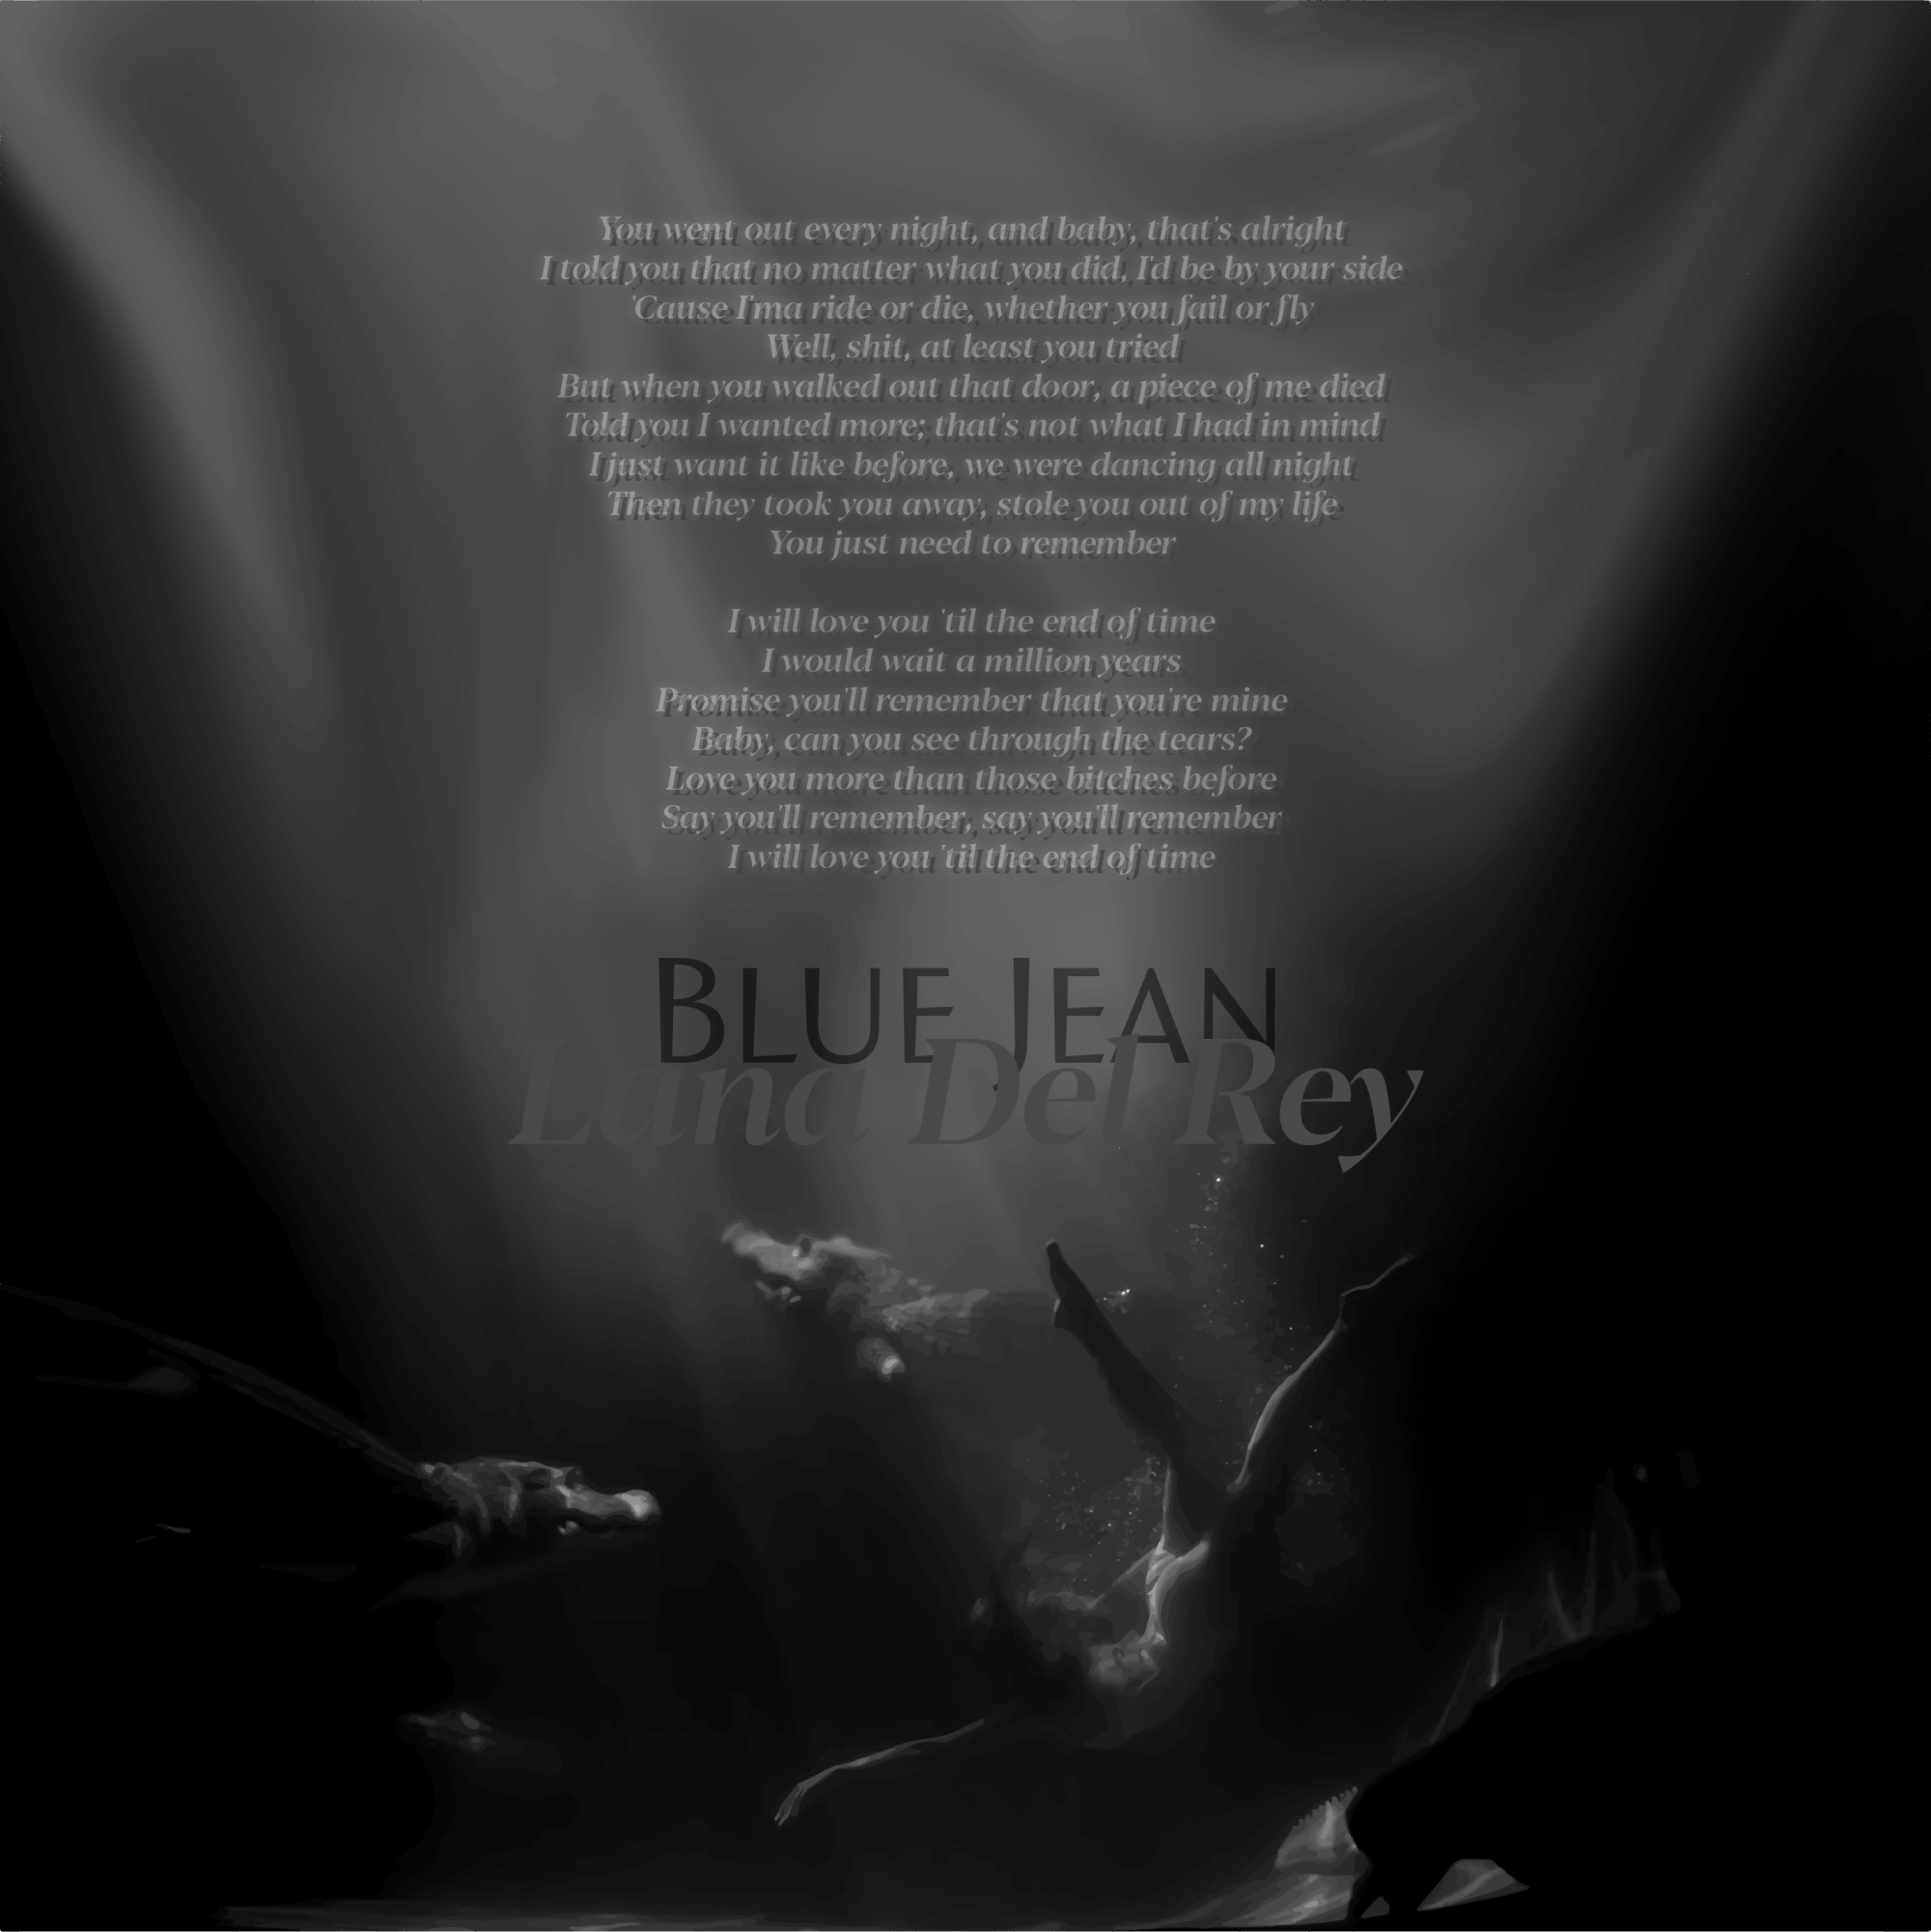 You went out every night, and baby, that's alright
I told you that no matter what you did, I'd be by your side
'Cause I'ma ride or die, whether you fail or fly
Well, shit, at least you tried
But when you walked out that door, a piece of me died
Told you I wanted more; that's not what I had in mind
I just want it like before, we were dancing all night
Then they took you away, stole you out of my life
You just need to remember
I will love you 'til the end of time
I would wait a million years
Promise you'll remember that you're mine
Baby, can you see through the tears?
Love you more than those bitches before
Say you'll remember, say you'll remember
I will love you 'til the end of time
BLUE JEAN
Lana Del Rey